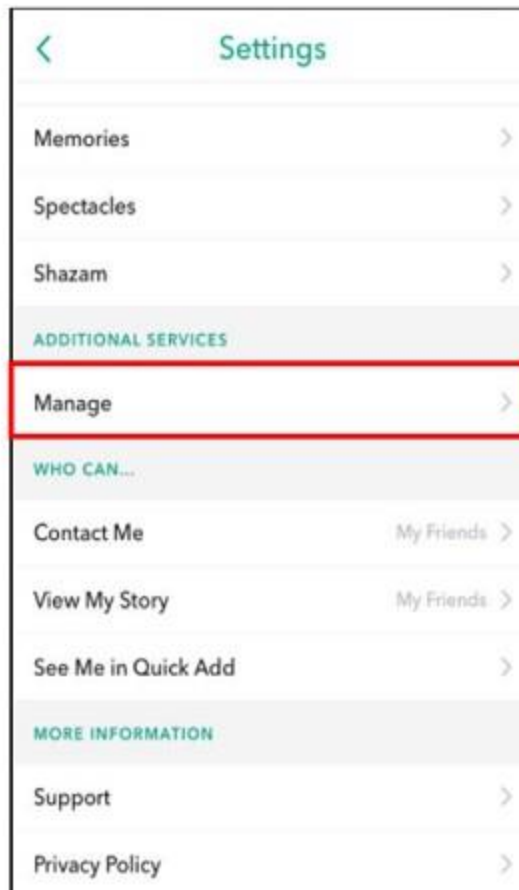 Settings
Memories
Spectacles
Shazam
ADDITIONAL SERVICES
Manage
WHO CAN...
Contact Me My Friends
View My Story My Friends
See Me in Quick Add
MORE INFORMATION
Support
Privacy Policy